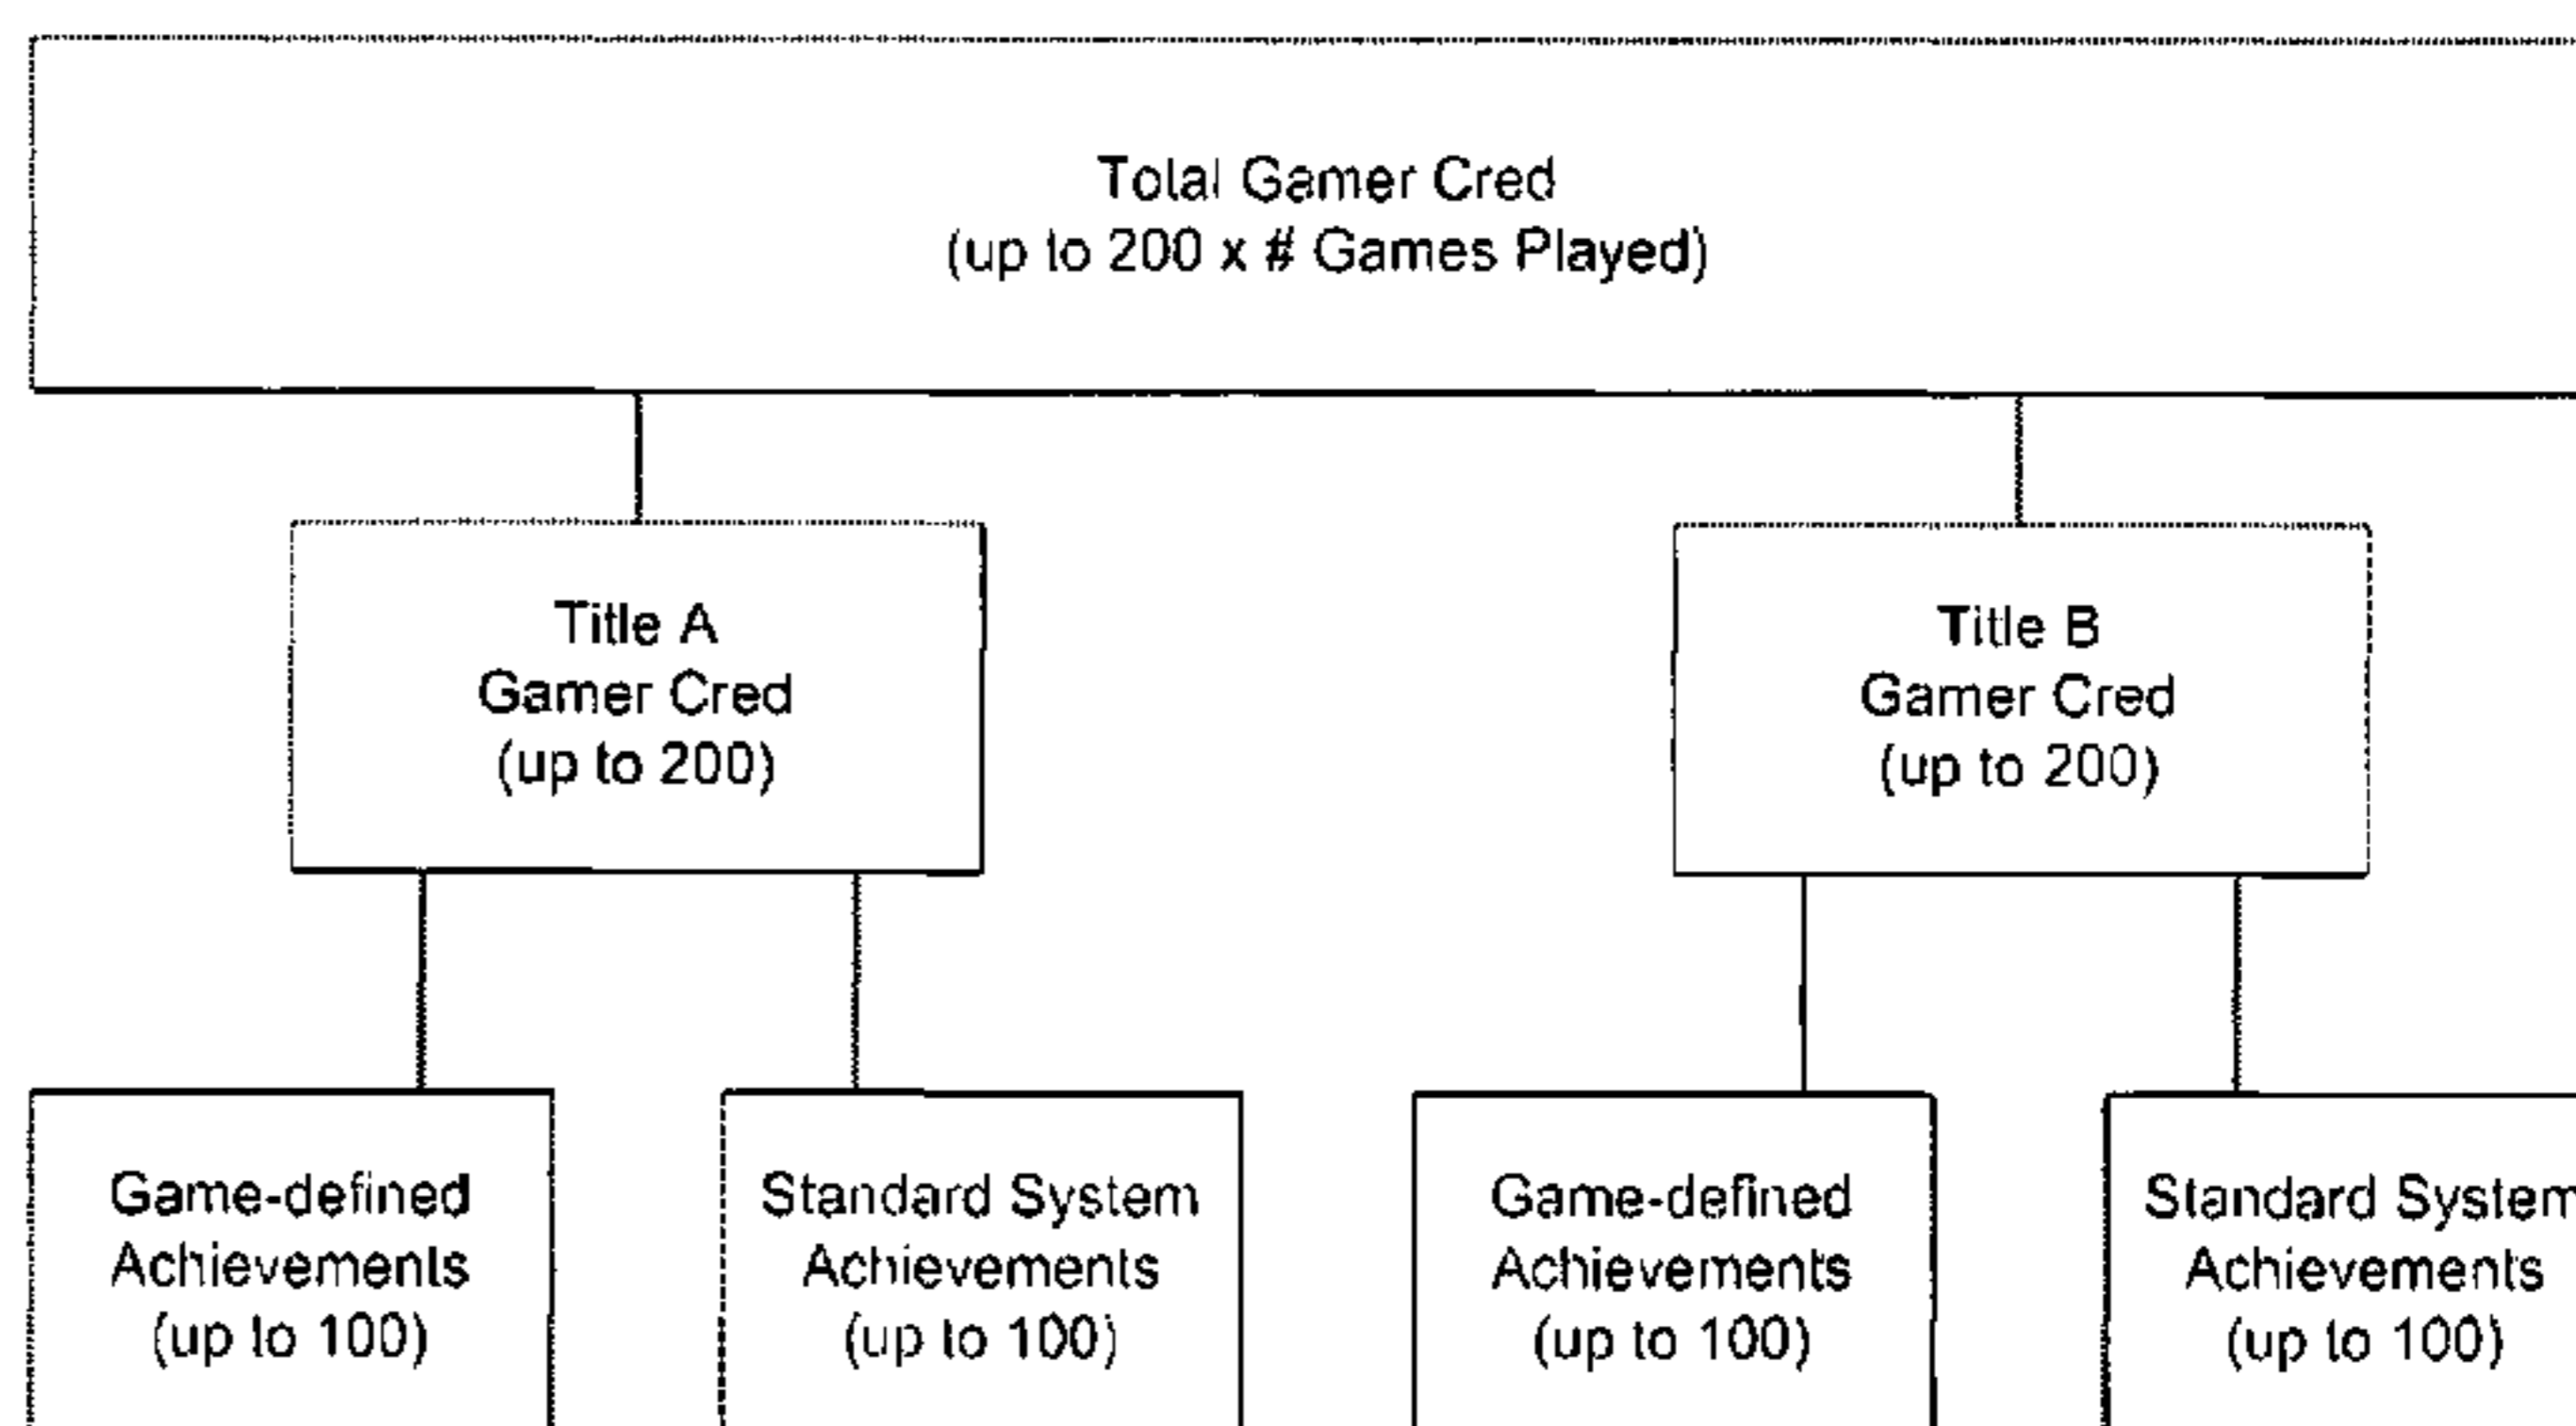 Total Gamer Cred
(up to 200 x # Games Played)
Title A
Gamer Cred
(up to 200)
Title B
Gamer Cred
(up to 200)
Game-defined
Achievements
(up to 100)
Standard System
Achievements
(up to 100)
Game-defined
Achievements
(up to 100)
Standard System
Achievements
(up to 100)